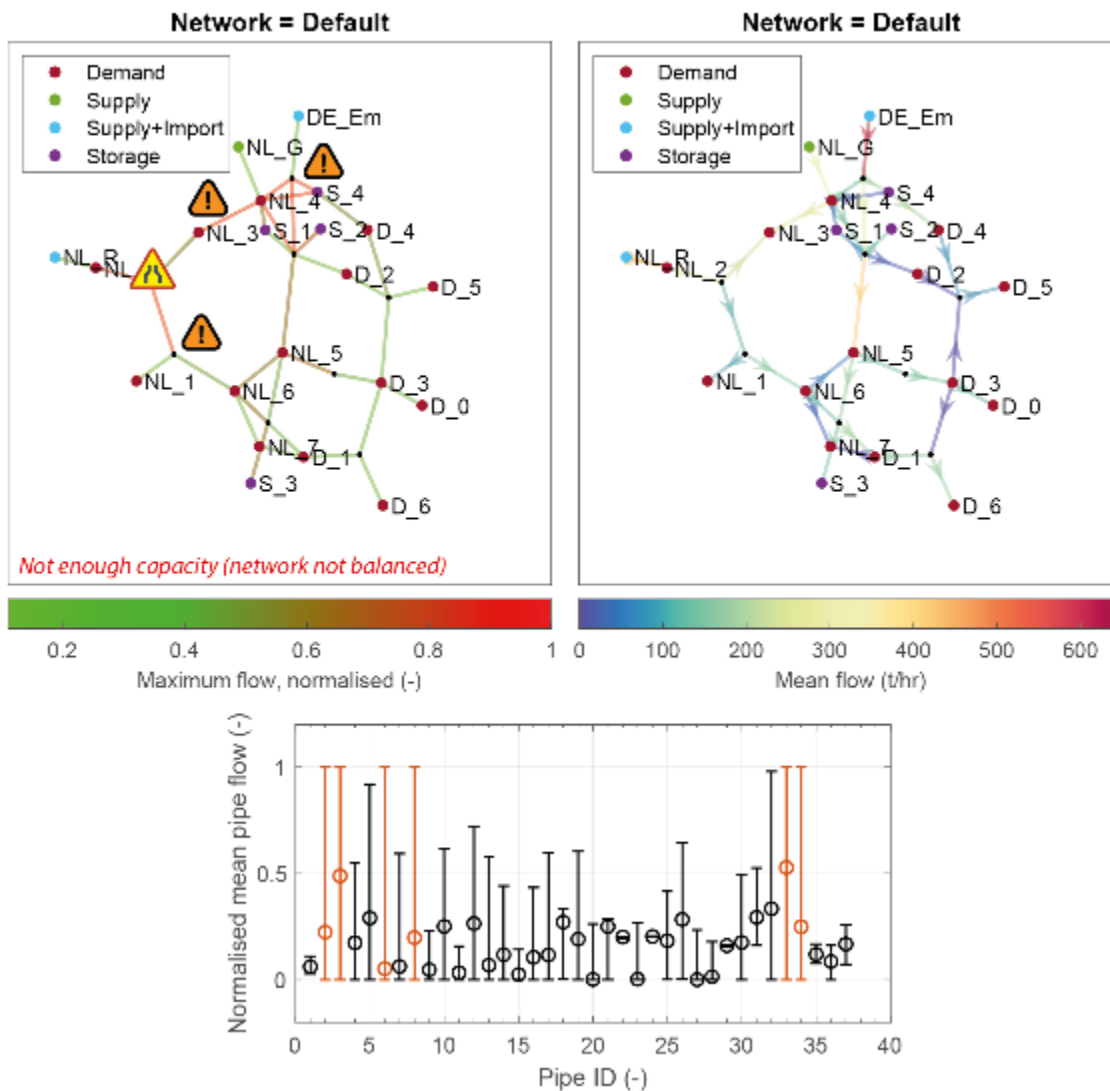 Network = Default
Demand
Supply
Supply+Import
Storage
DE_Em
NL_G
S_4
NL_4
NL_3
S_1
S_2
D_4
NL_R
NL_
D_2
D_5
NL_5
NL_1
NL_6
D_3
D_0
NL_7
D_1
S_3
D_6
Not enough capacity (network not balanced)
0.2 0.4 0.6 0.8 1
Maximum flow, normalised (-)
Network = Default
Demand
Supply
Supply+Import
Storage
DE_Em
NL_G
S_4
NL_4
NL_3
S_1
S_2
D_4
NL_R
NL_2
D_2
D_5
NL_5
NL_1
NL_6
D_3
D_0
NL_7
D_1
S_3
D_6
0 100 200 300 400 500 600
Mean flow (t/hr)
Normalised mean pipe flow (-)
1
0.5
0
0 5 10 15 20 25 30 35 40
Pipe ID (-)